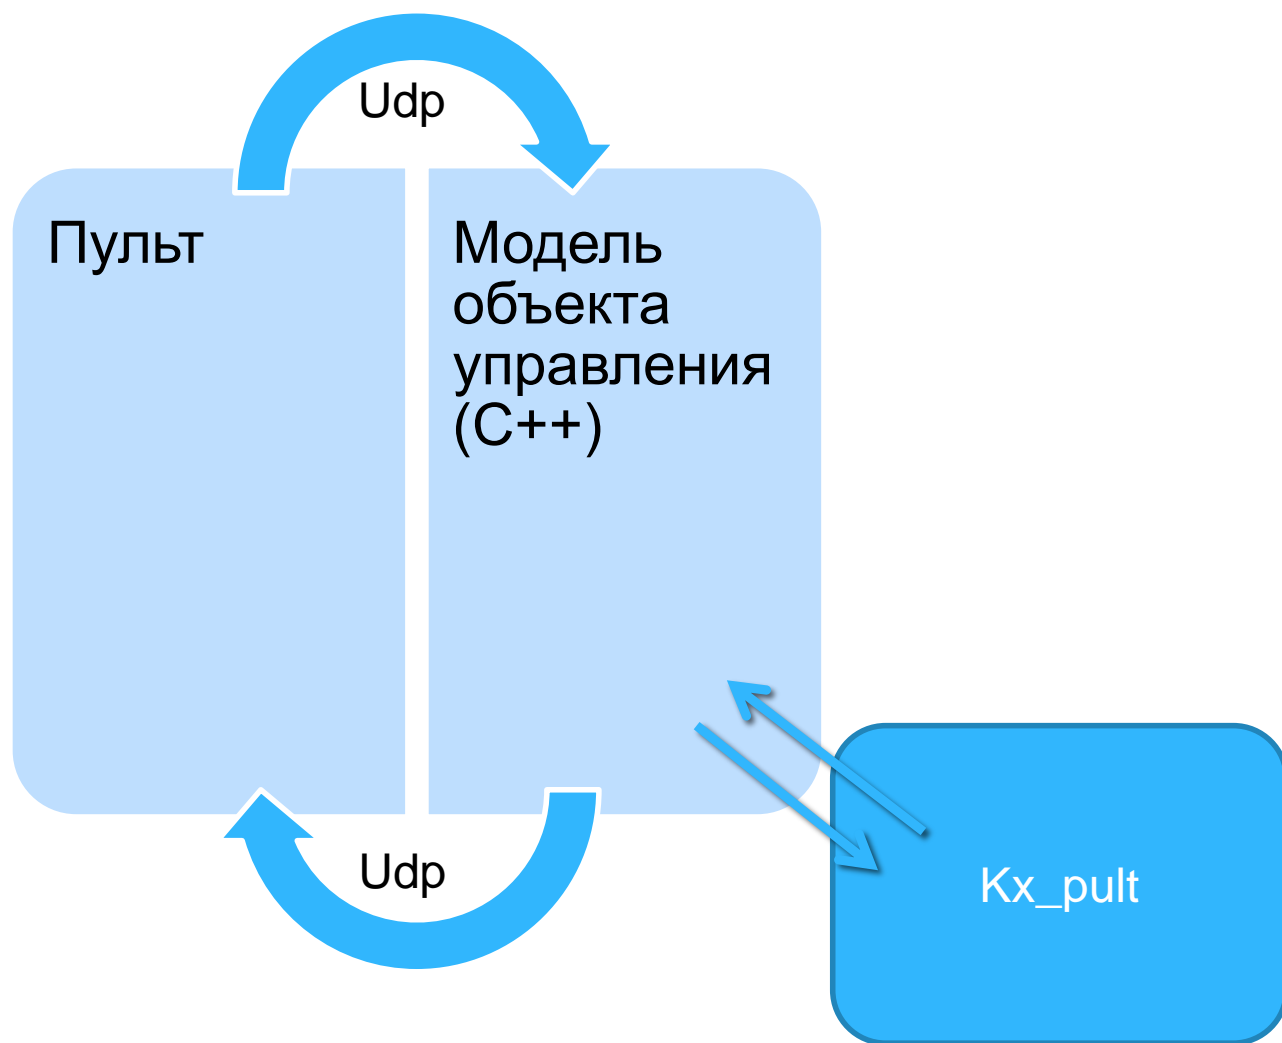 Udp
Пульт
Модель
объекта
управления
(C++)
Udp
Kx_pult